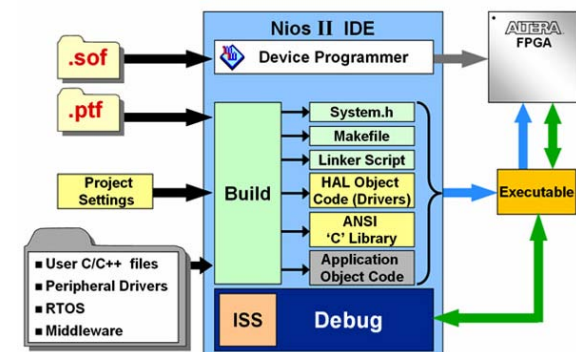 Nios II IDE
.sof
Device Programmer
ALTERA
FPGA
.ptf
Build
System.h
Makefile
Linker Script
HAL Object
Code (Drivers)
ANSI
‘C’ Library
Application
Object Code
Project
Settings
Executable
User C/C++ files
Peripheral Drivers
RTOS
Middleware
ISS
Debug